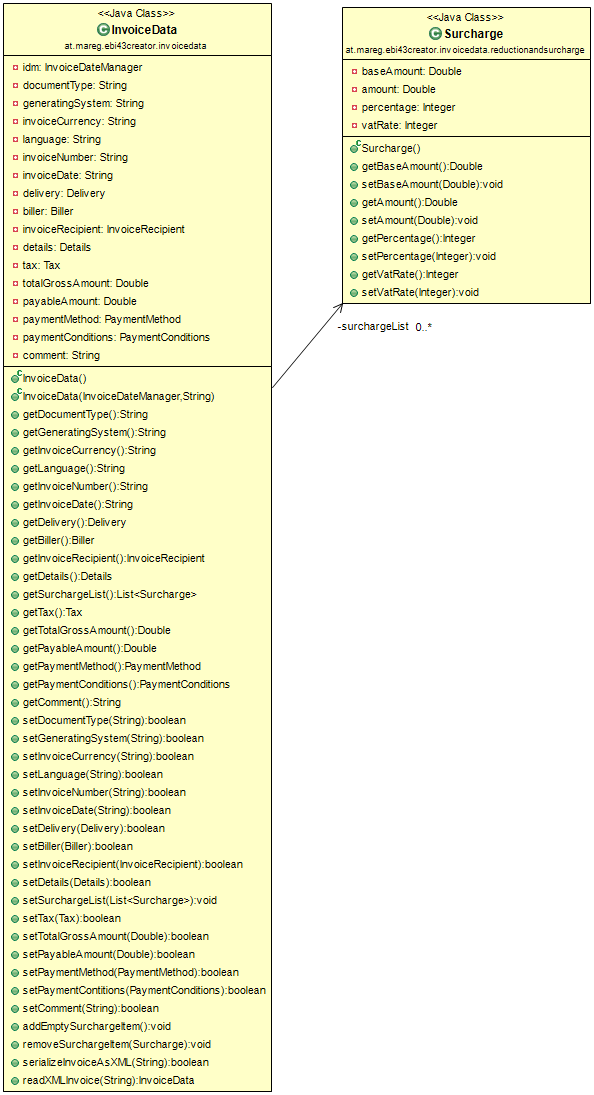 <<Java Class>>
InvoiceData
at.mareg.ebi43creator.invoicedata
idm: InvoiceDateManager
documentType: String
generatingSystem: String
invoiceCurrency: String
language: String
invoiceNumber: String
invoiceDate: String
delivery: Delivery
biller: Biller
invoiceRecipient: InvoiceRecipient
details: Details
tax: Tax
totalGrossAmount: Double
payableAmount: Double
paymentMethod: PaymentMethod
paymentConditions: PaymentConditions
comment: String
InvoiceData()
InvoiceData(InvoiceDateManager,String)
getDocumentType():String
getGeneratingSystem():String
getInvoiceCurrency():String
getLanguage():String
getInvoiceNumber():String
getInvoiceDate():String
getDelivery():Delivery
getBiller():Biller
getInvoiceRecipient():InvoiceRecipient
getDetails():Details
getSurchargeList():List<Surcharge>
getTax():Tax
getTotalGrossAmount():Double
getPayableAmount():Double
getPaymentMethod():PaymentMethod
getPaymentConditions():PaymentConditions
getComment():String
setDocumentType(String):boolean
setGeneratingSystem(String):boolean
setInvoiceCurrency(String):boolean
setLanguage(String):boolean
setInvoiceNumber(String):boolean
setInvoiceDate(String):boolean
setDelivery(Delivery):boolean
setBiller(Biller):boolean
setInvoiceRecipient(InvoiceRecipient):boolean
setDetails(Details):boolean
setSurchargeList(List<Surcharge>):void
setTax(Tax):boolean
setTotalGrossAmount(Double):boolean
setPayableAmount(Double):boolean
setPaymentMethod(PaymentMethod):boolean
setPaymentContitions(PaymentConditions):boolean
setComment(String):boolean
addEmptySurchargeItem():void
removeSurchargeItem(Surcharge):void
serializeInvoiceAsXML(String):boolean
readXMLInvoice(String):InvoiceData
<<Java Class>>
Surcharge
at.mareg.ebi43creator.invoicedata.reductionandsurcharge
baseAmount: Double
amount: Double
percentage: Integer
vatRate: Integer
Surcharge()
getBaseAmount():Double
setBaseAmount(Double):void
getAmount():Double
setAmount(Double):void
getPercentage():Integer
setPercentage(Integer):void
getVatRate():Integer
setVatRate(Integer):void
-surchargeList 0..*